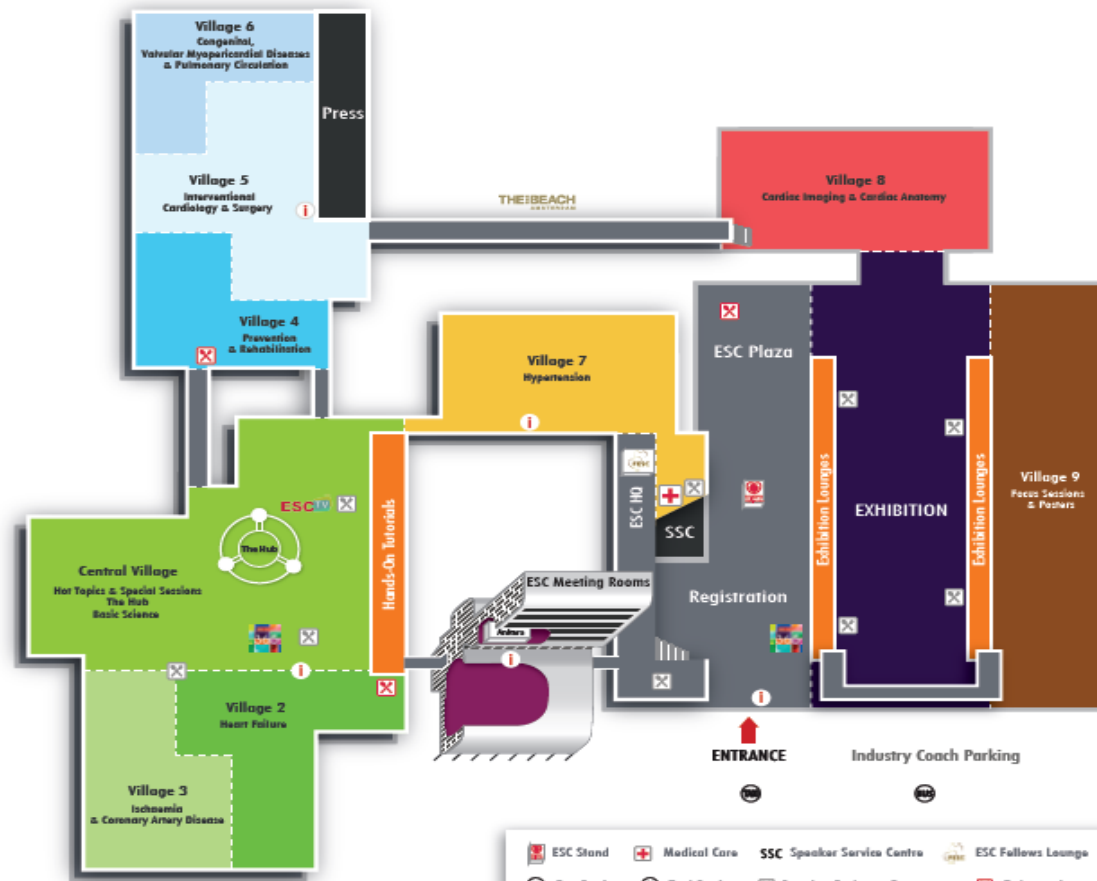 Village 6
Congenital,
Valvular Myopericardial Diseases
& Pulmonary Circulation
Press
Village 5
Interventional
Cardiology & Surgery
i
THE BEACH
AMSTERDAM
Village 8
Cardiac Imaging & Cardiac Anatomy
Village 4
Prevention
& Rehabilitation
Village 7
Hypertension
i
ESC Plaza
ESC TV
The Hub
Central Village
Hot Topics & Special Sessions
The Hub
Basic Science
Hands-On Tutorials
ESC HQ
SSC
ESC Meeting Rooms
i
Registration
Exhibition Lounges
EXHIBITION
Exhibition Lounges
Village 9
Focus Sessions
& Posters
i
Village 2
Heart Failure
Village 3
Ischaemia
& Coronary Artery Disease
i
ENTRANCE
Industry Coach Parking
BUS
ESC Stand
Medical Care
SSC Speaker Service Centre
ESC Fellows Lounge